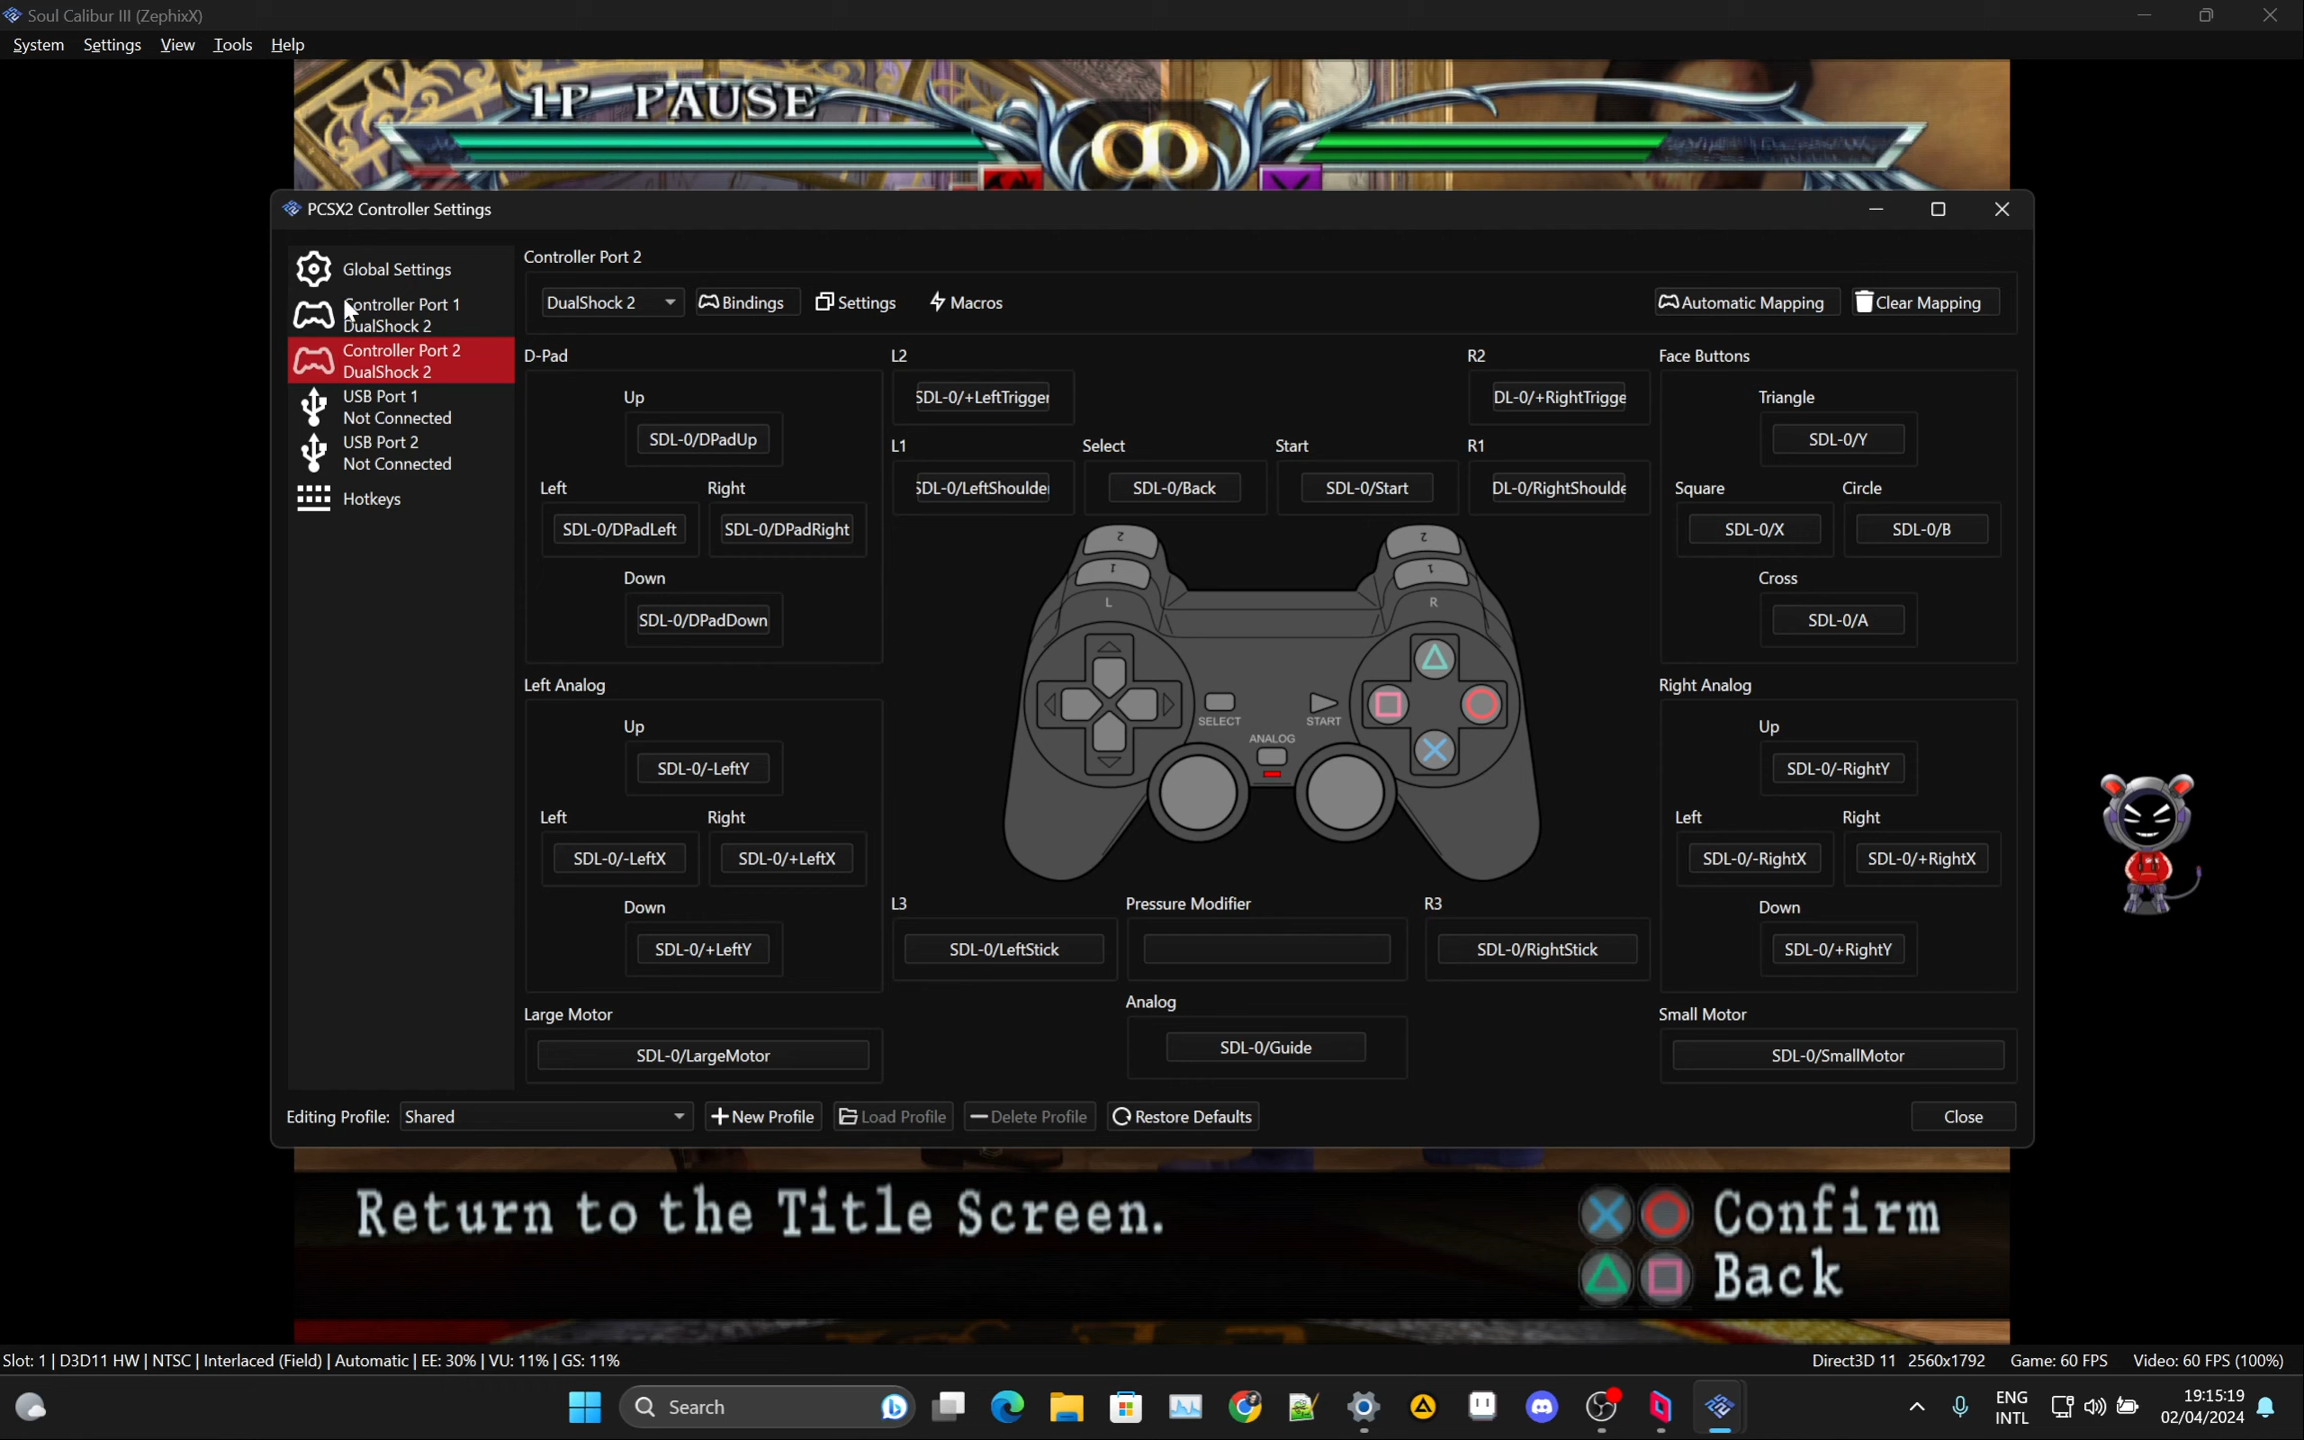 Soul Calibur III (ZephixX)
System Settings View Tools Help
1P PAUSE
PCSX2 Controller Settings
Global Settings
Controller Port 1
DualShock 2
Controller Port 2
DualShock 2
USB Port 1
Not Connected
USB Port 2
Not Connected
Hotkeys
Controller Port 2
DualShock 2 Bindings Settings Macros Automatic Mapping Clear Mapping
D-Pad
Up
SDL-0/DPadUp
Left Right
SDL-0/DPadLeft SDL-0/DPadRight
Down
SDL-0/DPadDown
Left Analog
Up
SDL-0/-LeftY
Left Right
SDL-0/-LeftX SDL-0/+LeftX
Down
SDL-0/+LeftY
Large Motor
SDL-0/LargeMotor
L2
SDL-0/+LeftTrigger
R2
DL-0/+RightTrigge
L1 Select Start R1
SDL-0/LeftShoulder SDL-0/Back SDL-0/Start DL-0/RightShoulde
2 2
1 1
L R
SELECT START
ANALOG
L3 Pressure Modifier R3
SDL-0/LeftStick SDL-0/RightStick
Analog
SDL-0/Guide
Face Buttons
Triangle
SDL-0/Y
Square Circle
SDL-0/X SDL-0/B
Cross
SDL-0/A
Right Analog
Up
SDL-0/-RightY
Left Right
SDL-0/-RightX SDL-0/+RightX
Down
SDL-0/+RightY
Small Motor
SDL-0/SmallMotor
Editing Profile: Shared New Profile Load Profile Delete Profile Restore Defaults Close
Return to the Title Screen.
Confirm
Back
Slot: 1 | D3D11 HW | NTSC | Interlaced (Field) | Automatic | EE: 30% | VU: 11% | GS: 11%
Direct3D 11 2560x1792 Game: 60 FPS Video: 60 FPS (100%)
Search
ENG
INTL
19:15:19
02/04/2024